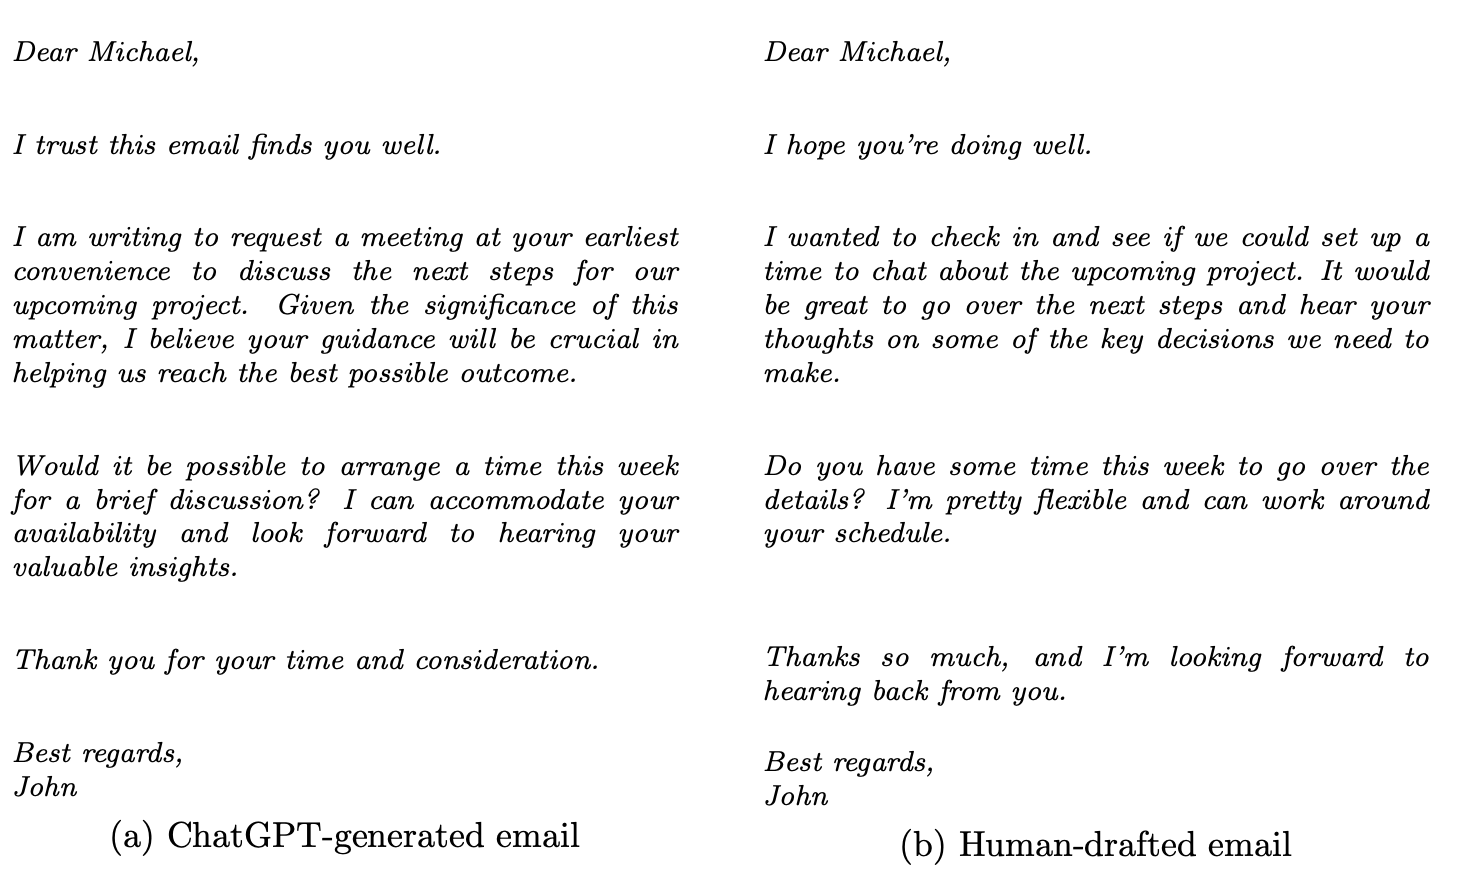 Dear Michael,
I trust this email finds you well.
I am writing to request a meeting at your earliest
convenience to discuss the next steps for our
upcoming project. Given the significance of this
matter, I believe your guidance will be crucial in
helping us reach the best possible outcome.
Would it be possible to arrange a time this week
for a brief discussion? I can accommodate your
availability and look forward to hearing your
valuable insights.
Thank you for your time and consideration.
Best regards,
John
(a) ChatGPT-generated email
Dear Michael,
I hope you're doing well.
I wanted to check in and see if we could set up a
time to chat about the upcoming project. It would
be great to go over the next steps and hear your
thoughts on some of the key decisions we need to
make.
Do you have some time this week to go over the
details? I'm pretty flexible and can work around
your schedule.
Thanks so much, and I'm looking forward to
hearing back from you.
Best regards,
John
(b) Human-drafted email